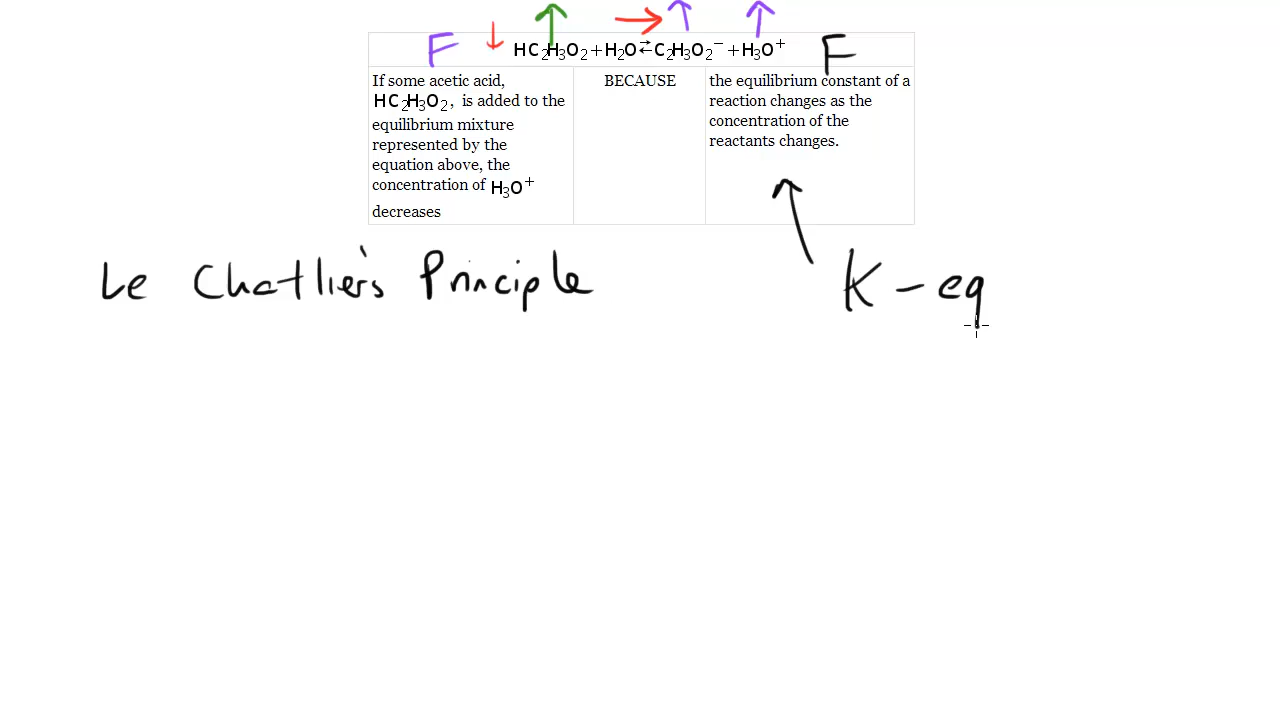 F HC₂H₃O₂+H₂O⇄C₂H₃O₂⁻+H₃O⁺ F
If some acetic acid,
HC₂H₃O₂, is added to the
equilibrium mixture
represented by the
equation above, the
concentration of H₃O⁺
decreases
BECAUSE
the equilibrium constant of a
reaction changes as the
concentration of the
reactants changes.
Le Chatlier's Principle
K-eq